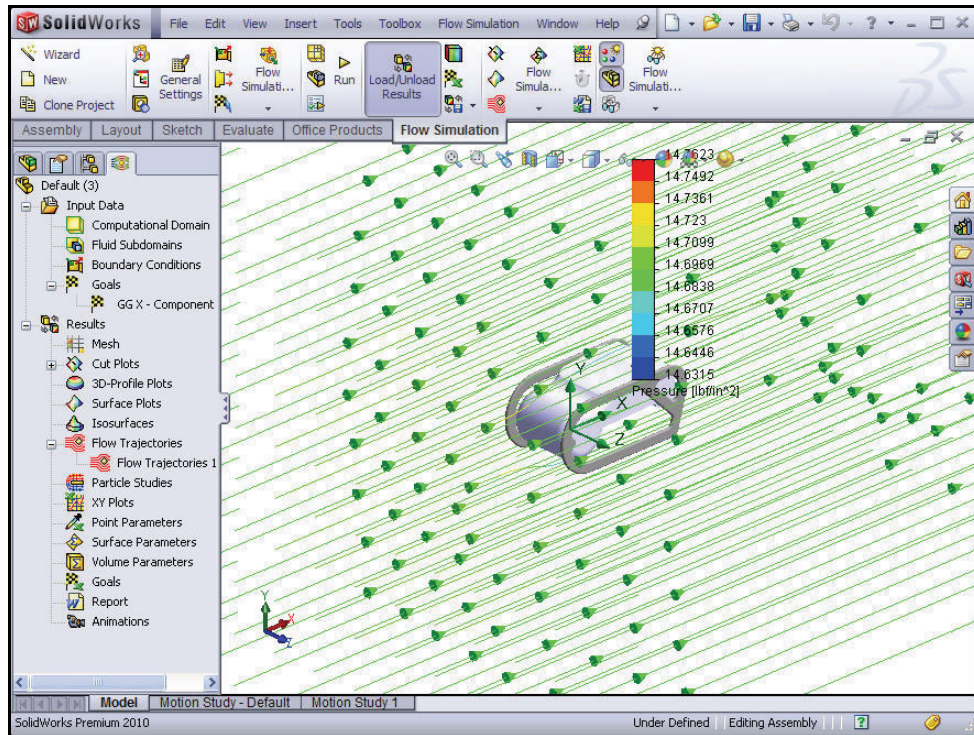 SolidWorks File Edit View Insert Tools Toolbox Flow Simulation Window Help
Wizard
New
Clone Project
General Settings
Flow Simulati...
Run
Load/Unload Results
Flow Simula...
Flow Simulati...
Assembly Layout Sketch Evaluate Office Products Flow Simulation
Default (3)
Input Data
Computational Domain
Fluid Subdomains
Boundary Conditions
Goals
GG X - Component
Results
Mesh
Cut Plots
3D-Profile Plots
Surface Plots
Isosurfaces
Flow Trajectories
Flow Trajectories 1
Particle Studies
XY Plots
Point Parameters
Surface Parameters
Volume Parameters
Goals
Report
Animations
14.7623
14.7492
14.7361
14.723
14.7099
14.6969
14.6838
14.6707
14.6576
14.6446
14.6315
Pressure [lbf/in^2]
Y
X
Z
Y
X
Z
Model Motion Study - Default Motion Study 1
SolidWorks Premium 2010 Under Defined Editing Assembly